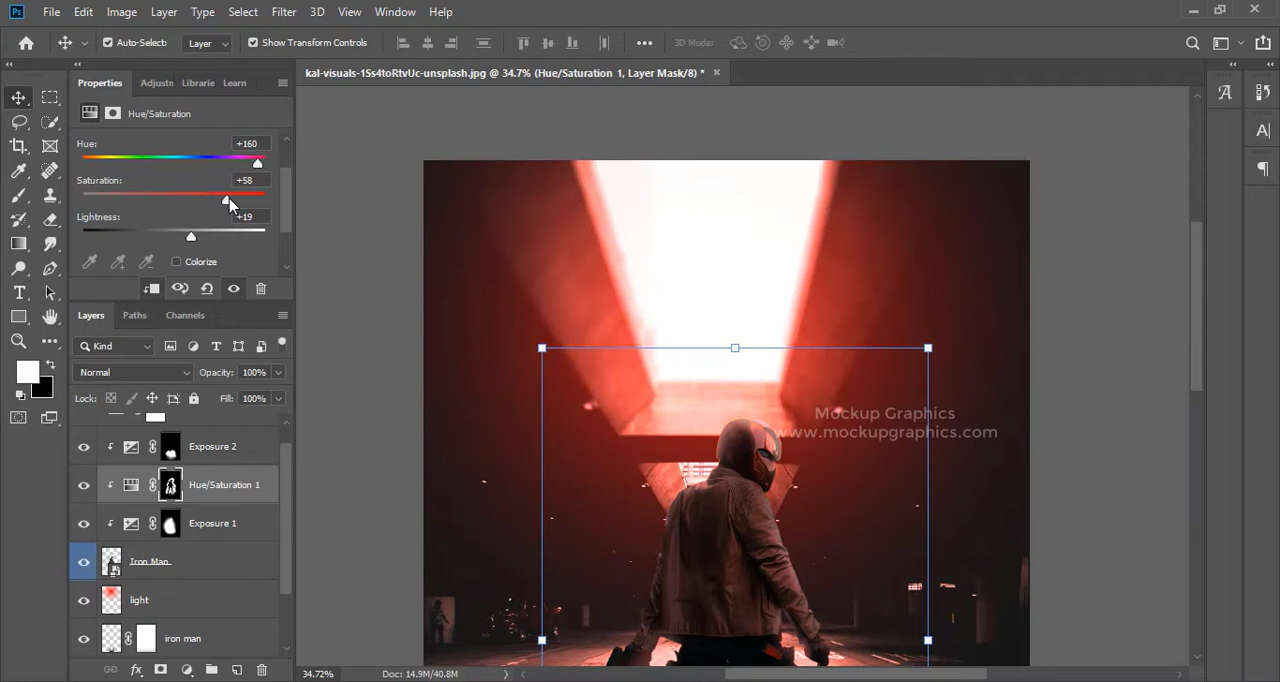 Ps File Edit Image Layer Type Select Filter 3D View Window Help
Auto-Select: Layer Show Transform Controls 3D Mode:
Properties Adjustn Librarie Learn
kal-visuals-1Ss4toRtvUc-unsplash.jpg @ 34.7% (Hue/Saturation 1, Layer Mask/8) *
Hue/Saturation
Hue: +160
Saturation: +58
Lightness: +19
Colorize
Layers Paths Channels
Kind
Normal Opacity: 100%
Lock: Fill: 100%
Exposure 2
Hue/Saturation 1
Exposure 1
Iron Man
light
iron man
Mockup Graphics
www.mockupgraphics.com
34.72% Doc: 14.9M/40.8M